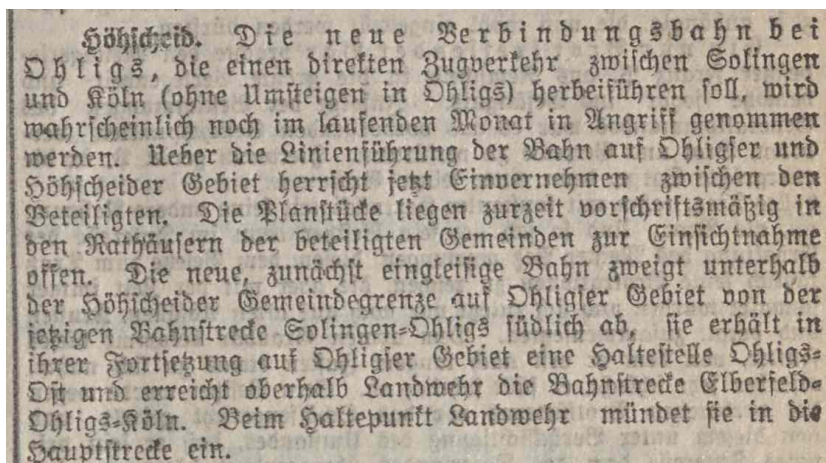 Höhscheid. Die neue Verbindungsbahn bei
Ohligs, die einen direkten Zugverkehr zwischen Solingen
und Köln (ohne Umsteigen in Ohligs) herbeiführen soll, wird
wahrscheinlich noch im laufenden Monat in Angriff genommen
werden. Ueber die Linienführung der Bahn auf Ohligser und
Höhscheider Gebiet herrscht jetzt Einvernehmen zwischen den
Beteiligten. Die Planstücke liegen zurzeit vorschriftsmäßig in
den Rathäusern der beteiligten Gemeinden zur Einsichtnahme
offen. Die neue, zunächst eingleisige Bahn zweigt unterhalb
der Höhscheider Gemeindegrenze auf Ohligser Gebiet von der
jetzigen Bahnstrecke Solingen-Ohligs südlich ab, sie erhält in
ihrer Fortsetzung auf Ohligser Gebiet eine Haltestelle Ohligs-
Ost und erreicht oberhalb Landwehr die Bahnstrecke Elberfeld-
Ohligs-Köln. Beim Haltepunkt Landwehr mündet sie in die
Hauptstrecke ein.